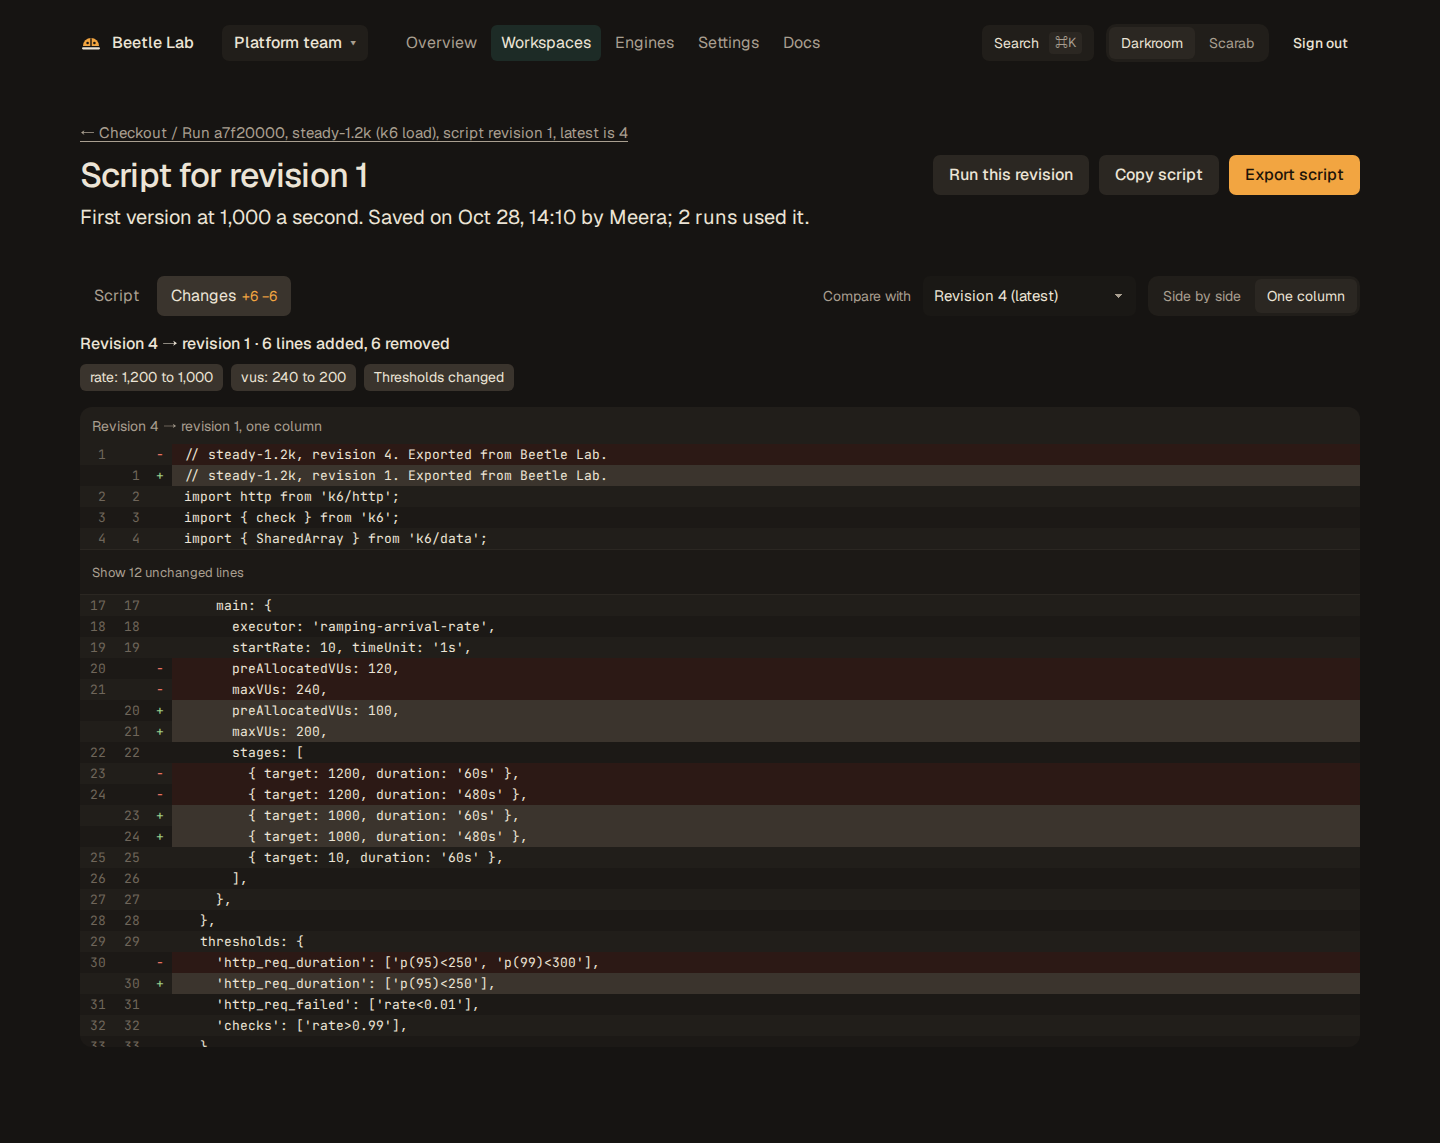 Beetle Lab Platform team Overview Workspaces Engines Settings Docs Search ⌘K Darkroom Scarab Sign out
← Checkout / Run a7f20000, steady-1.2k (k6 load), script revision 1, latest is 4
Script for revision 1 Run this revision Copy script Export script
First version at 1,000 a second. Saved on Oct 28, 14:10 by Meera; 2 runs used it.
Script Changes +6 −6 Compare with Revision 4 (latest) Side by side One column
Revision 4 → revision 1 · 6 lines added, 6 removed
rate: 1,200 to 1,000 vus: 240 to 200 Thresholds changed
Revision 4 → revision 1, one column
1 - // steady-1.2k, revision 4. Exported from Beetle Lab.
1 + // steady-1.2k, revision 1. Exported from Beetle Lab.
2 2 import http from 'k6/http';
3 3 import { check } from 'k6';
4 4 import { SharedArray } from 'k6/data';
Show 12 unchanged lines
17 17 main: {
18 18 executor: 'ramping-arrival-rate',
19 19 startRate: 10, timeUnit: '1s',
20 - preAllocatedVUs: 120,
21 - maxVUs: 240,
20 + preAllocatedVUs: 100,
21 + maxVUs: 200,
22 22 stages: [
23 - { target: 1200, duration: '60s' },
24 - { target: 1200, duration: '480s' },
23 + { target: 1000, duration: '60s' },
24 + { target: 1000, duration: '480s' },
25 25 { target: 10, duration: '60s' },
26 26 ],
27 27 },
28 28 },
29 29 thresholds: {
30 - 'http_req_duration': ['p(95)<250', 'p(99)<300'],
30 + 'http_req_duration': ['p(95)<250'],
31 31 'http_req_failed': ['rate<0.01'],
32 32 'checks': ['rate>0.99'],
33 33 }